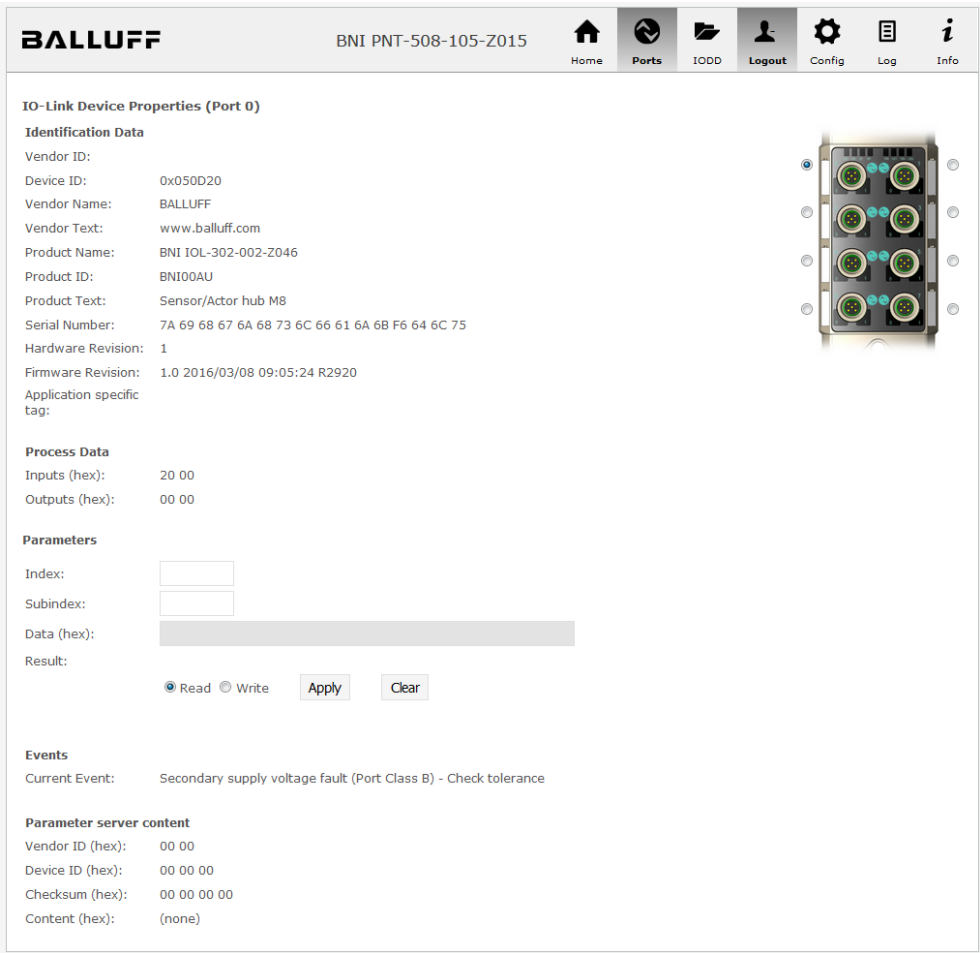 BALLUFF
BNI PNT-508-105-Z015
Home
Ports
IODD
Logout
Config
Log
Info
IO-Link Device Properties (Port 0)
Identification Data
Vendor ID:
Device ID: 0x050D20
Vendor Name: BALLUFF
Vendor Text: www.balluff.com
Product Name: BNI IOL-302-002-Z046
Product ID: BNI00AU
Product Text: Sensor/Actor hub M8
Serial Number: 7A 69 68 67 6A 68 73 6C 66 61 6A 6B F6 64 6C 75
Hardware Revision: 1
Firmware Revision: 1.0 2016/03/08 09:05:24 R2920
Application specific
tag:
Process Data
Inputs (hex): 20 00
Outputs (hex): 00 00
Parameters
Index:
Subindex:
Data (hex):
Result:
Read Write Apply Clear
Events
Current Event: Secondary supply voltage fault (Port Class B) - Check tolerance
Parameter server content
Vendor ID (hex): 00 00
Device ID (hex): 00 00 00
Checksum (hex): 00 00 00 00
Content (hex): (none)